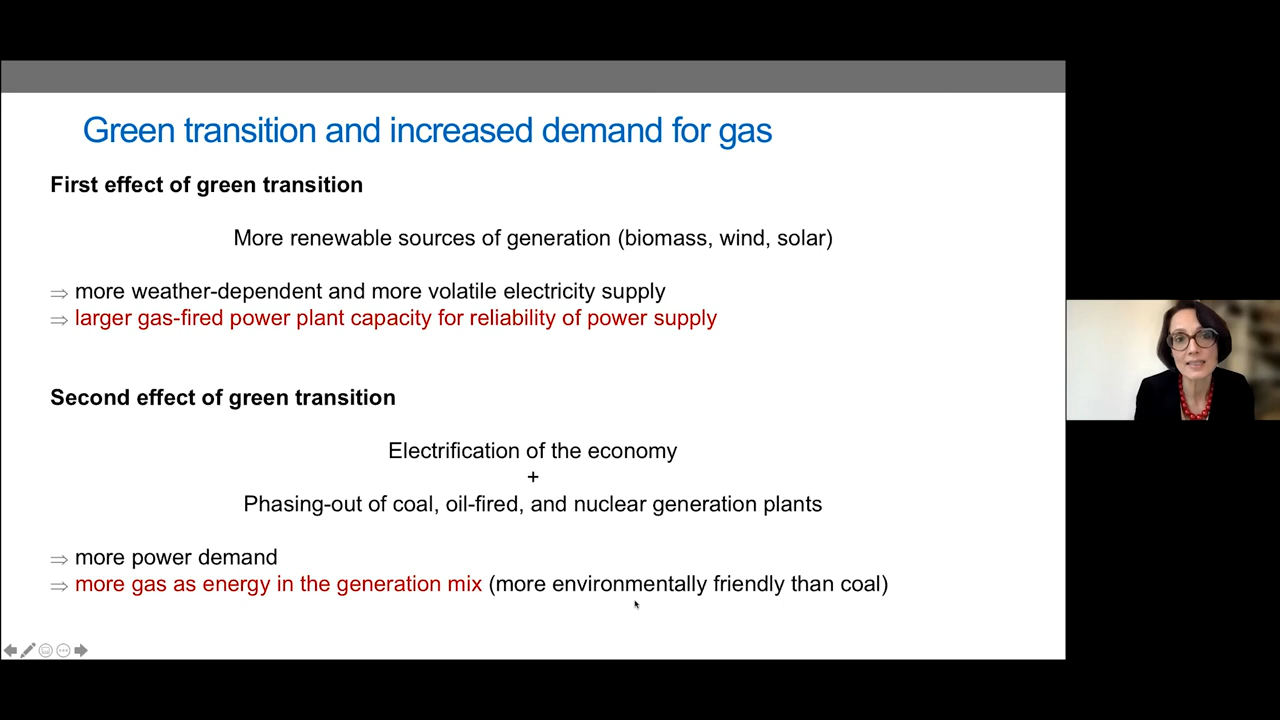 Green transition and increased demand for gas
First effect of green transition
More renewable sources of generation (biomass, wind, solar)
⇒ more weather-dependent and more volatile electricity supply
⇒ larger gas-fired power plant capacity for reliability of power supply
Second effect of green transition
Electrification of the economy
+
Phasing-out of coal, oil-fired, and nuclear generation plants
⇒ more power demand
⇒ more gas as energy in the generation mix (more environmentally friendly than coal)